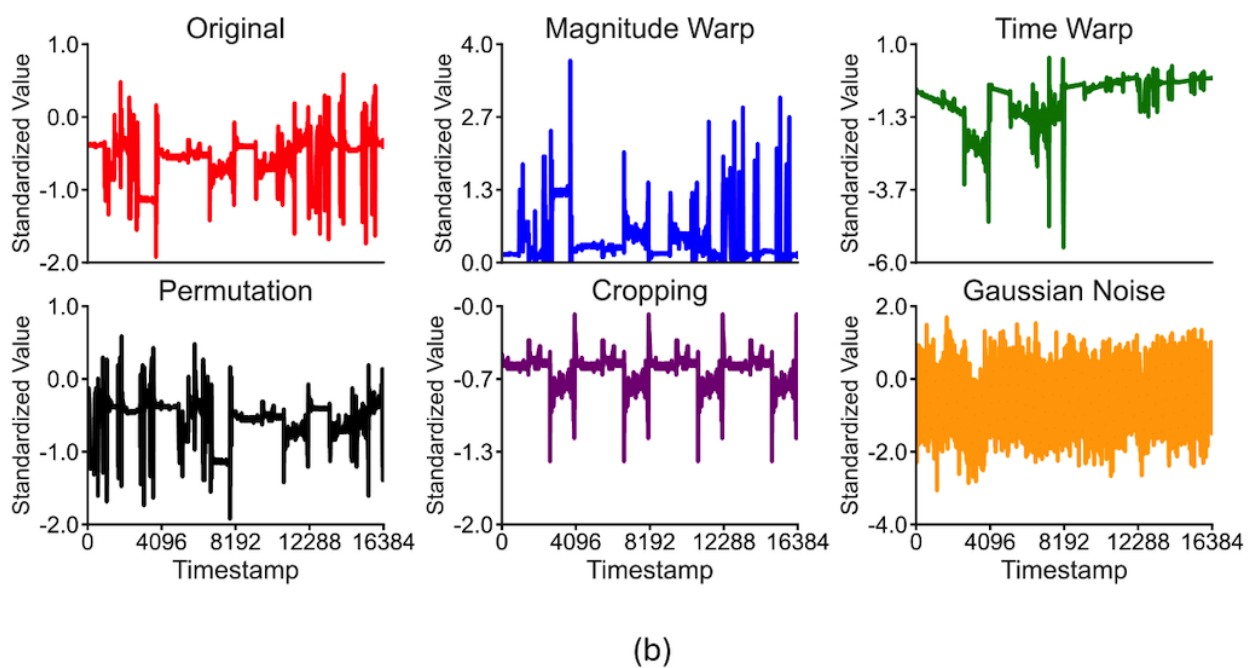 Original
Magnitude Warp
Time Warp
Standardized Value
1.0
0.0
-1.0
-2.0
Standardized Value
4.0
2.7
1.3
0.0
Standardized Value
1.0
-1.3
-3.7
-6.0
Permutation
Cropping
Gaussian Noise
Standardized Value
1.0
0.0
-1.0
-2.0
0 4096 8192 12288 16384
Timestamp
Standardized Value
-0.0
-0.7
-1.3
-2.0
0 4096 8192 12288 16384
Timestamp
Standardized Value
2.0
0.0
-2.0
-4.0
0 4096 8192 12288 16384
Timestamp
(b)